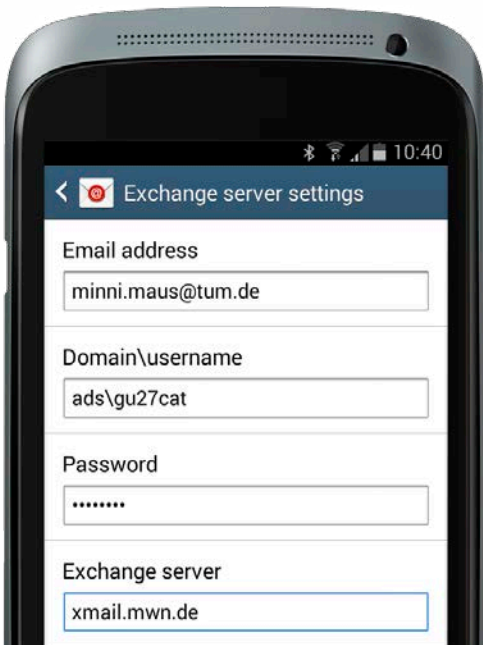 10:40
Exchange server settings
Email address
minni.maus@tum.de
Domain\username
ads\gu27cat
Password
••••••••
Exchange server
xmail.mwn.de